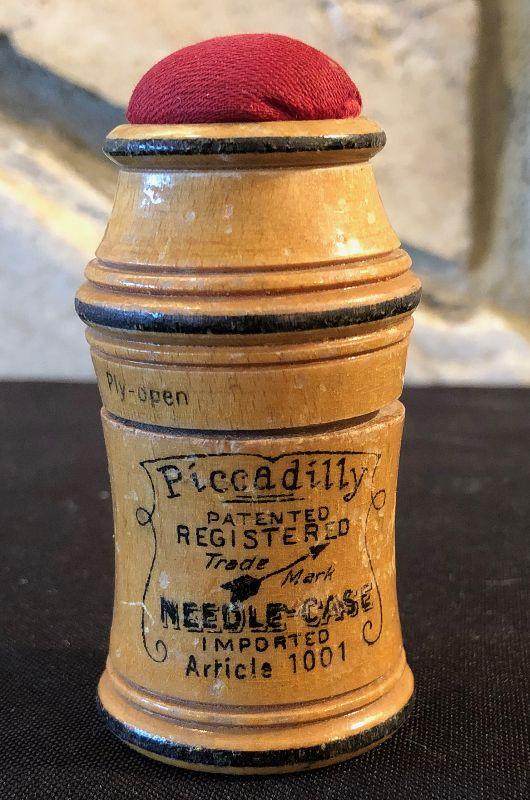 Ply-open
Piccadilly
PATENTED
REGISTERED
Trade Mark
NEEDLE-CASE
IMPORTED
Article 1001